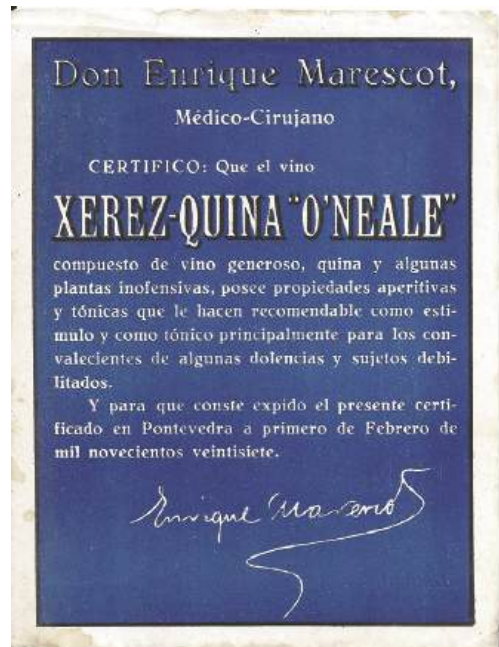 Don Enrique Marescot,
Médico-Cirujano
CERTIFICO: Que el vino
XEREZ-QUINA "O'NEALE"
compuesto de vino generoso, quina y algunas
plantas inofensivas, posee propiedades aperitivas
y tónicas que le hacen recomendable como estí-
mulo y como tónico principalmente para los con-
valecientes de algunas dolencias y sujetos debi-
litados.
Y para que conste expido el presente certi-
ficado en Pontevedra a primero de Febrero de
mil novecientos veintisiete.
Enrique Marescot